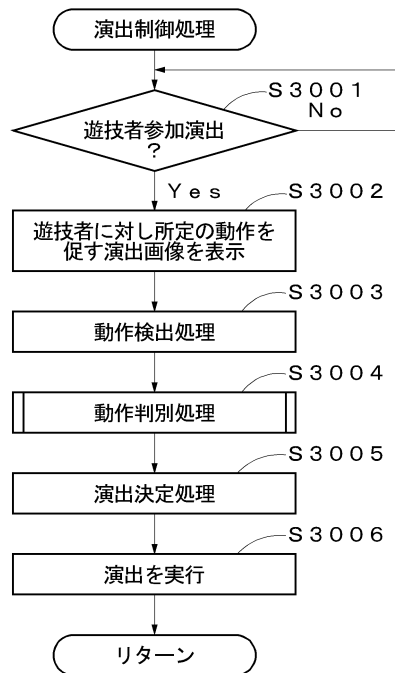 演出制御処理
S3001
No
遊技者参加演出
?
Yes
S3002
遊技者に対し所定の動作を
促す演出画像を表示
S3003
動作検出処理
S3004
動作判別処理
S3005
演出決定処理
S3006
演出を実行
リターン